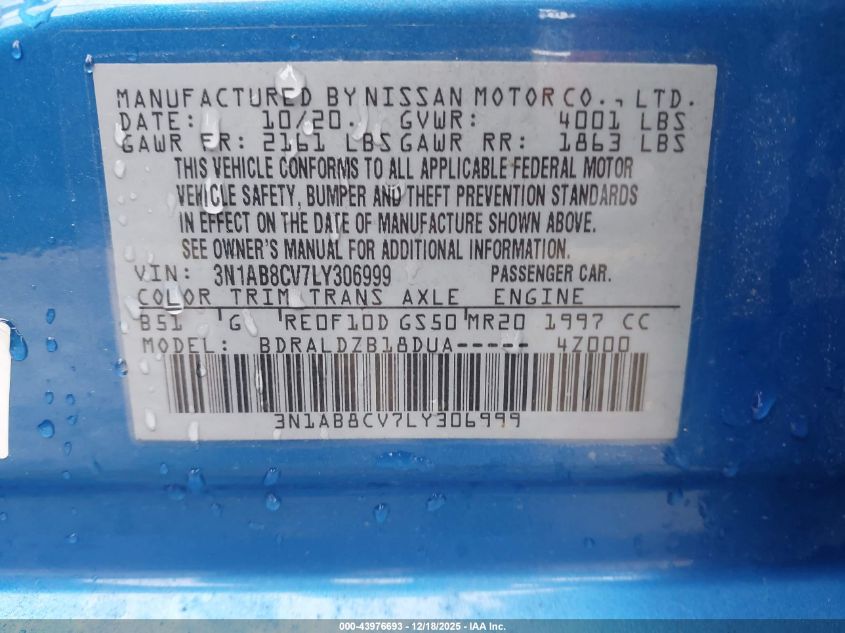 MANUFACTURED BY NISSAN MOTOR CO., LTD.
DATE: 10/20 GVWR: 4001 LBS
GAWR FR: 2161 LBS GAWR RR: 1863 LBS
THIS VEHICLE CONFORMS TO ALL APPLICABLE FEDERAL MOTOR
VEHICLE SAFETY, BUMPER AND THEFT PREVENTION STANDARDS
IN EFFECT ON THE DATE OF MANUFACTURE SHOWN ABOVE.
SEE OWNER'S MANUAL FOR ADDITIONAL INFORMATION.
VIN: 3N1AB8CV7LY306999 PASSENGER CAR.
COLOR TRIM TRANS AXLE ENGINE
B51 G RE0F10D GS50 MR20 1997 CC
MODEL: BDRALDZB18DUA----- 4Z000
3N1AB8CV7LY306999
000-43976693 - 12/18/2025 - IAA Inc.